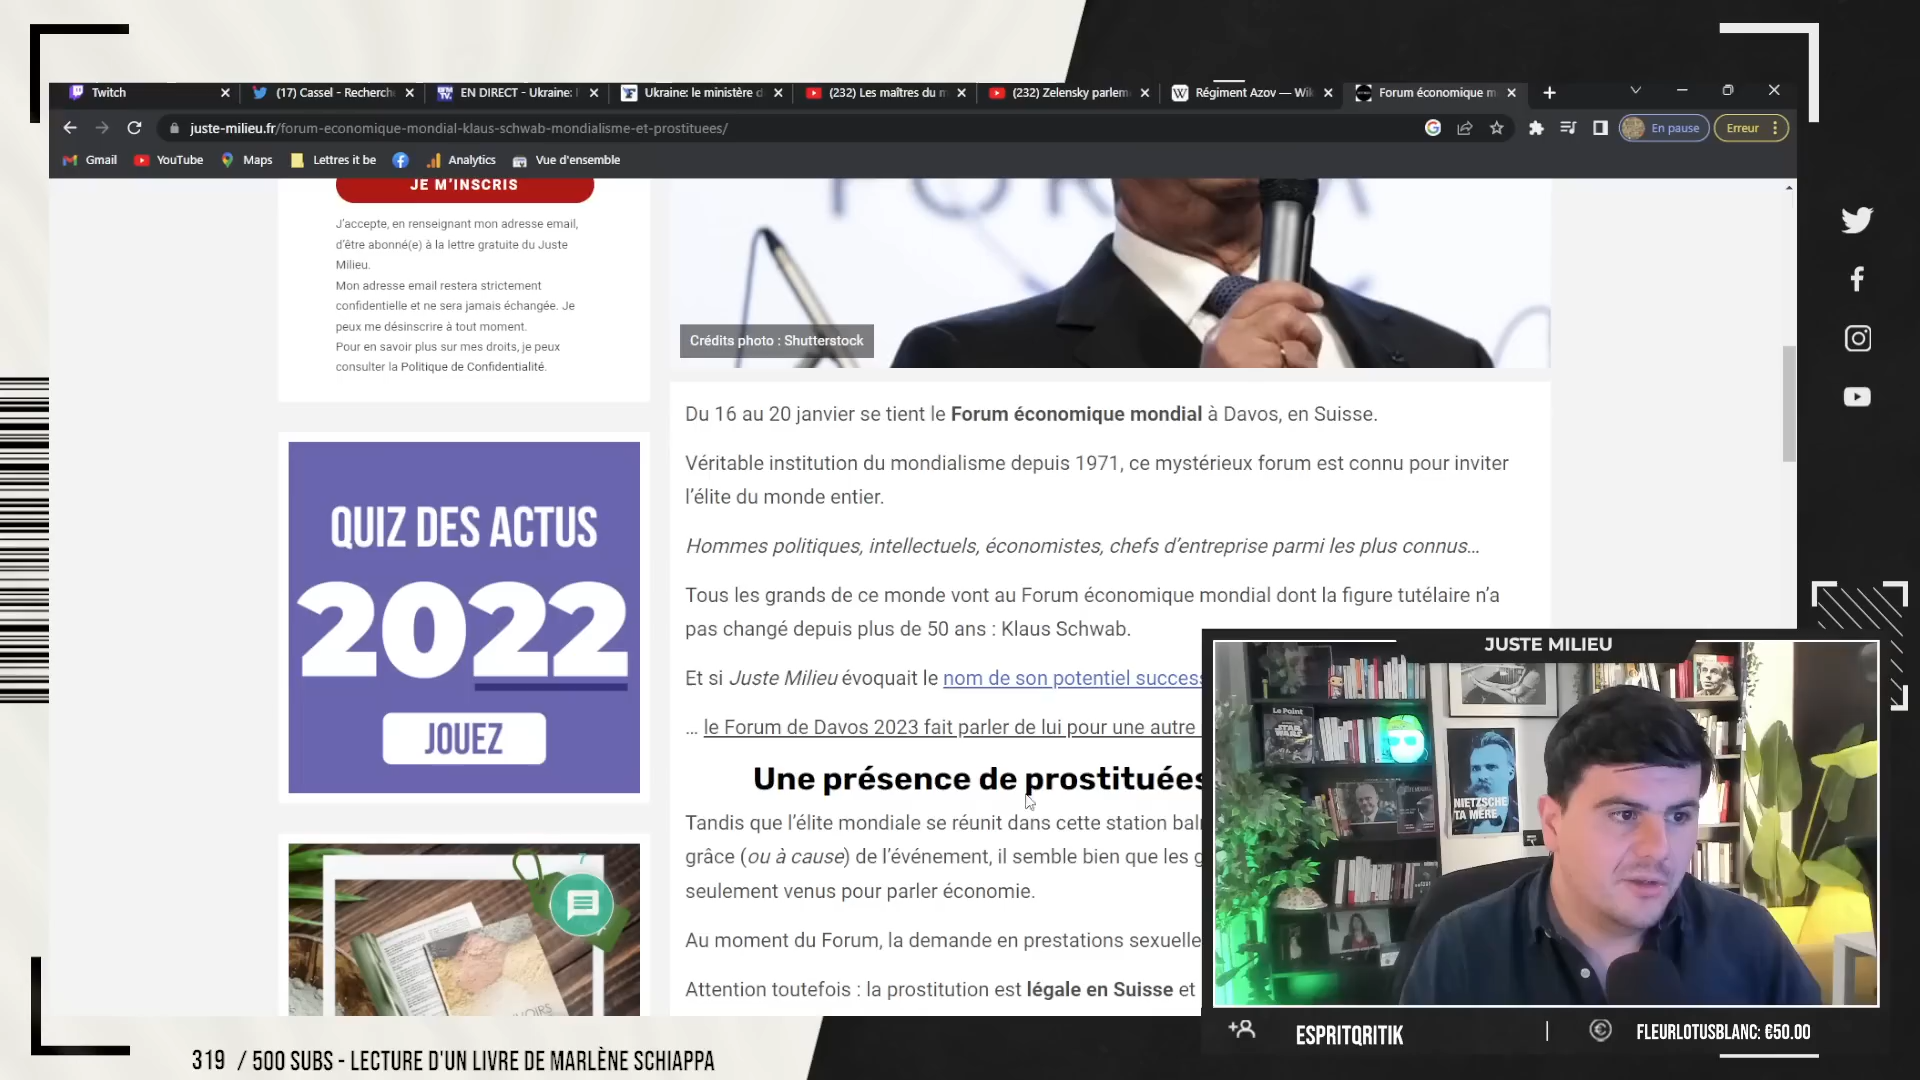 Twitch
(17) Cassel - Recherch
EN DIRECT - Ukraine: l
Ukraine: le ministère d
(232) Les maîtres du m
(232) Zelensky parlem
Régiment Azov — Wi
Forum économique m
juste-milieu.fr/forum-economique-mondial-klaus-schwab-mondialisme-et-prostituees/
En pause
Erreur
Gmail
YouTube
Maps
Lettres it be
Analytics
Vue d'ensemble
JE M'INSCRIS
J'accepte, en renseignant mon adresse email,
d'être abonné(e) à la lettre gratuite du Juste
Milieu.
Mon adresse email restera strictement
confidentielle et ne sera jamais échangée. Je
peux me désinscrire à tout moment.
Pour en savoir plus sur mes droits, je peux
consulter la Politique de Confidentialité.
QUIZ DES ACTUS
2022
JOUEZ
7
Crédits photo : Shutterstock
Du 16 au 20 janvier se tient le Forum économique mondial à Davos, en Suisse.
Véritable institution du mondialisme depuis 1971, ce mystérieux forum est connu pour inviter
l'élite du monde entier.
Hommes politiques, intellectuels, économistes, chefs d'entreprise parmi les plus connus…
Tous les grands de ce monde vont au Forum économique mondial dont la figure tutélaire n'a
pas changé depuis plus de 50 ans : Klaus Schwab.
Et si Juste Milieu évoquait le nom de son potentiel success
… le Forum de Davos 2023 fait parler de lui pour une autre
Une présence de prostituées
Tandis que l'élite mondiale se réunit dans cette station bal
grâce (ou à cause) de l'événement, il semble bien que les g
seulement venus pour parler économie.
Au moment du Forum, la demande en prestations sexuelle
Attention toutefois : la prostitution est légale en Suisse et
JUSTE MILIEU
Le Point
STAR
WARS
NIETZSCHE
TA MÈRE
ESPRITQRITIK
|
FLEURLOTUSBLANC: €50.00
319 / 500 SUBS - LECTURE D'UN LIVRE DE MARLÈNE SCHIAPPA